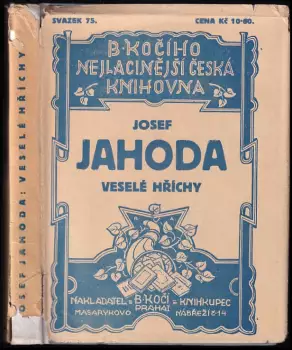 SVAZEK 75.
CENA Kč 10·80.
B·KOČÍHO
NEJLACINĚJŠÍ ČESKÁ
KNIHOVNA
JOSEF
JAHODA
VESELÉ HŘÍCHY
NAKLADATEL = B·KOČÍ = KNIHKUPEC
PRAHA I
MASARYKOVO NÁBŘEŽÍ 8·14
JOSEF JAHODA: VESELÉ HŘÍCHY